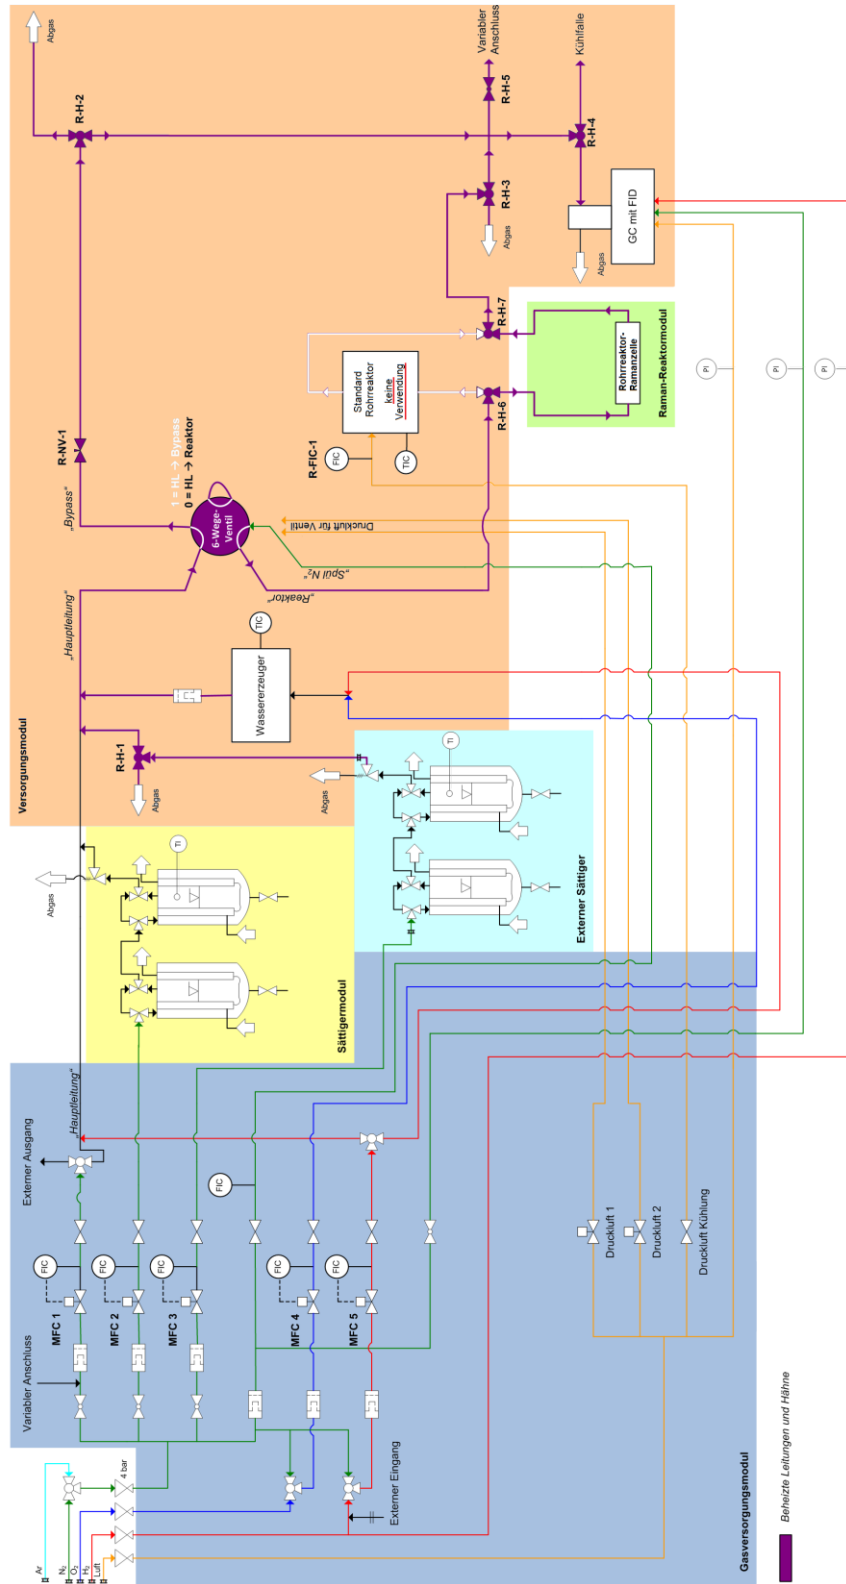 Abgas
R-H-2
Variabler
Anschluss
Kühlfalle
R-H-5
R-H-4
R-H-3
Abgas
Abgas
GC mit FID
R-NV-1
„Bypass“
1 = HL → Bypass
0 = HL → Reaktor
6-Wege-
Ventil
R-H-7
R-H-6
Standard
Rohrreaktor
keine
Verwendung
R-FIC-1
FIC
TIC
Rohrreaktor-
Ramanzelle
Raman-Reaktormodul
PI
PI
PI
Druckluft für Ventil
„Spül N₂“
„Reaktor“
„Hauptleitung“
TIC
Wassererzeuger
Versorgungsmodul
R-H-1
Abgas
Abgas
TI
Externer Sättiger
Abgas
TI
Sättigermodul
„Hauptleitung“
Externer Ausgang
FIC
FIC
MFC 1
FIC
MFC 2
FIC
MFC 3
FIC
MFC 4
FIC
MFC 5
Druckluft 1
Druckluft 2
Druckluft Kühlung
Variabler Anschluss
4 bar
Externer Eingang
Ar
N₂
O₂
H₂
Luft
Gasversorgungsmodul
Beheizte Leitungen und Hähne